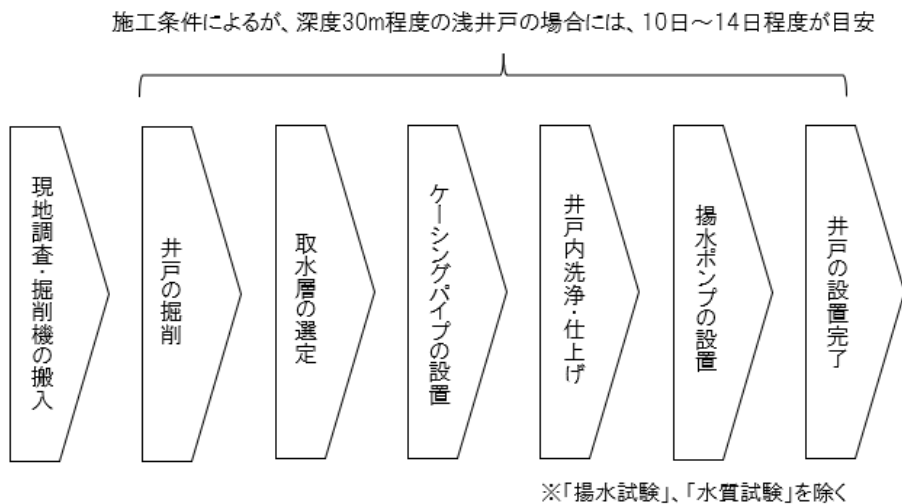 施工条件によるが、深度30m程度の浅井戸の場合には、10日～14日程度が目安
現地調査・掘削機の搬入
井戸の掘削
取水層の選定
ケーシングパイプの設置
井戸内洗浄・仕上げ
揚水ポンプの設置
井戸の設置完了
※「揚水試験」、「水質試験」を除く